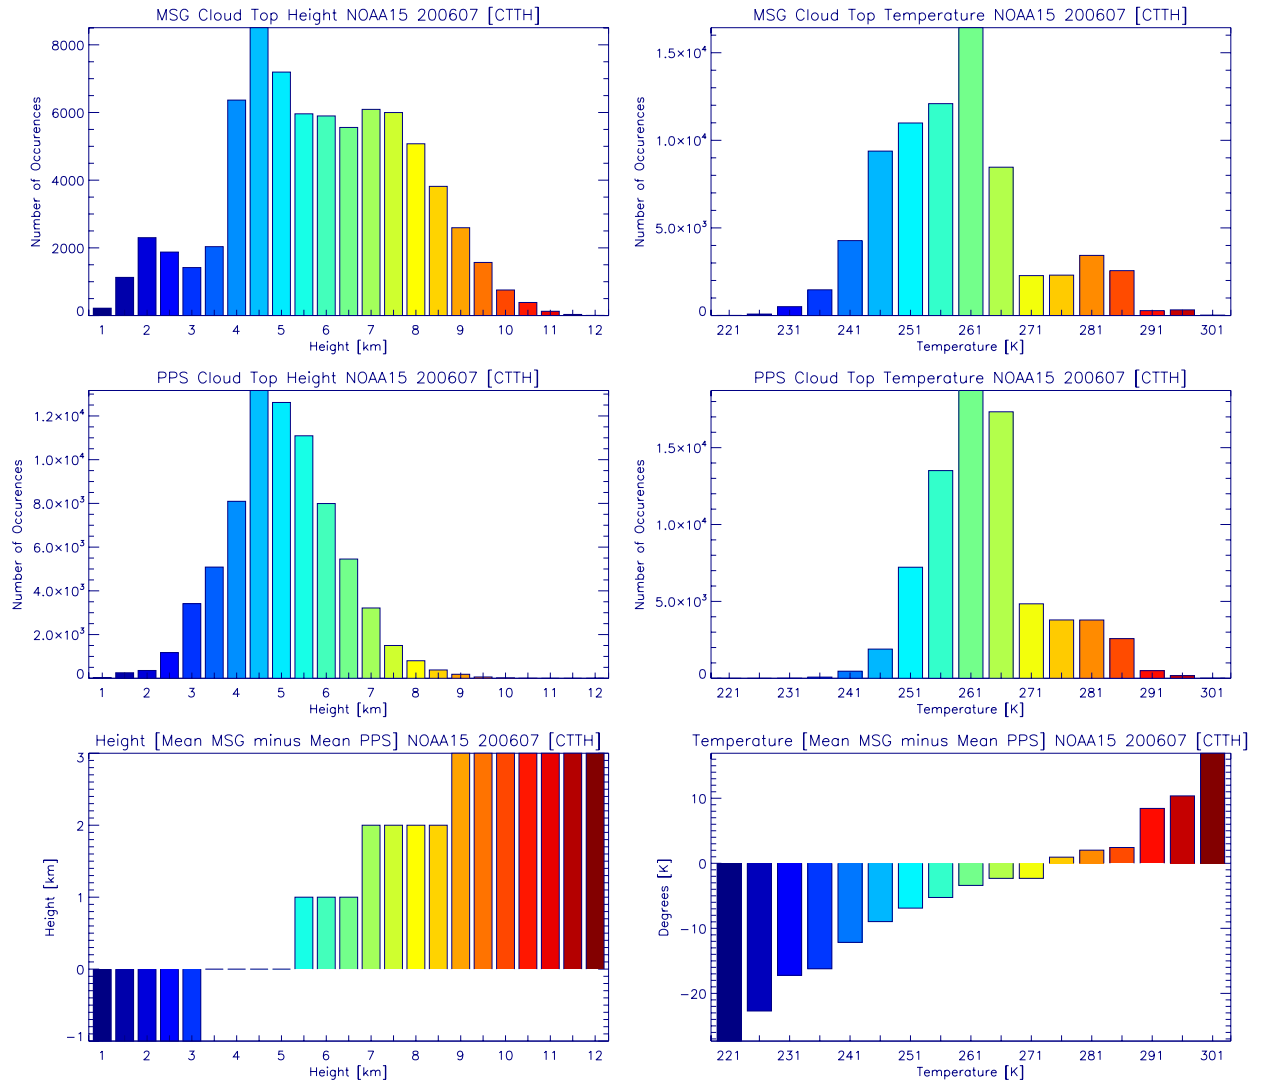 MSG Cloud Top Height NOAA15 200607 [CTTH]
Number of Occurences
8000
6000
4000
2000
0
1 2 3 4 5 6 7 8 9 10 11 12
Height [km]
MSG Cloud Top Temperature NOAA15 200607 [CTTH]
Number of Occurences
1.5×10⁴
1.0×10⁴
5.0×10³
0
221 231 241 251 261 271 281 291 301
Temperature [K]
PPS Cloud Top Height NOAA15 200607 [CTTH]
Number of Occurences
1.2×10⁴
1.0×10⁴
8.0×10³
6.0×10³
4.0×10³
2.0×10³
0
1 2 3 4 5 6 7 8 9 10 11 12
Height [km]
PPS Cloud Top Temperature NOAA15 200607 [CTTH]
Number of Occurences
1.5×10⁴
1.0×10⁴
5.0×10³
0
221 231 241 251 261 271 281 291 301
Temperature [K]
Height [Mean MSG minus Mean PPS] NOAA15 200607 [CTTH]
Height [km]
3
2
1
0
−1
1 2 3 4 5 6 7 8 9 10 11 12
Height [km]
Temperature [Mean MSG minus Mean PPS] NOAA15 200607 [CTTH]
Degrees [K]
10
0
−10
−20
221 231 241 251 261 271 281 291 301
Temperature [K]